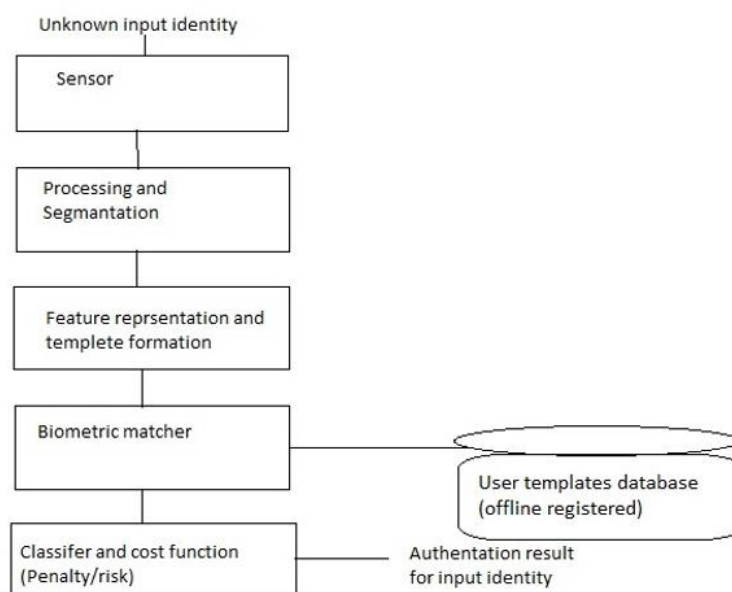 Unknown input identity
Sensor
Processing and
Segmantation
Feature reprsentation and
templete formation
Biometric matcher
User templates database
(offline registered)
Classifer and cost function
(Penalty/risk)
Authentation result
for input identity